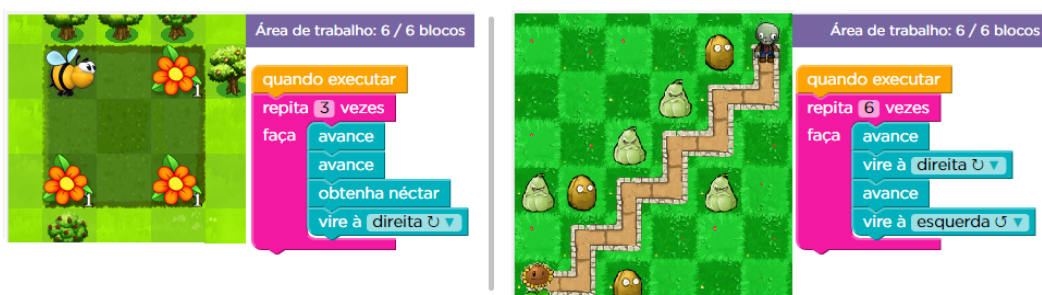 Área de trabalho: 6 / 6 blocos
quando executar
repita 3 vezes
faça avance
avance
obtenha néctar
vire à direita ↻ ▼
1
1
1
Área de trabalho: 6 / 6 blocos
quando executar
repita 6 vezes
faça avance
vire à direita ↻ ▼
avance
vire à esquerda ↺ ▼